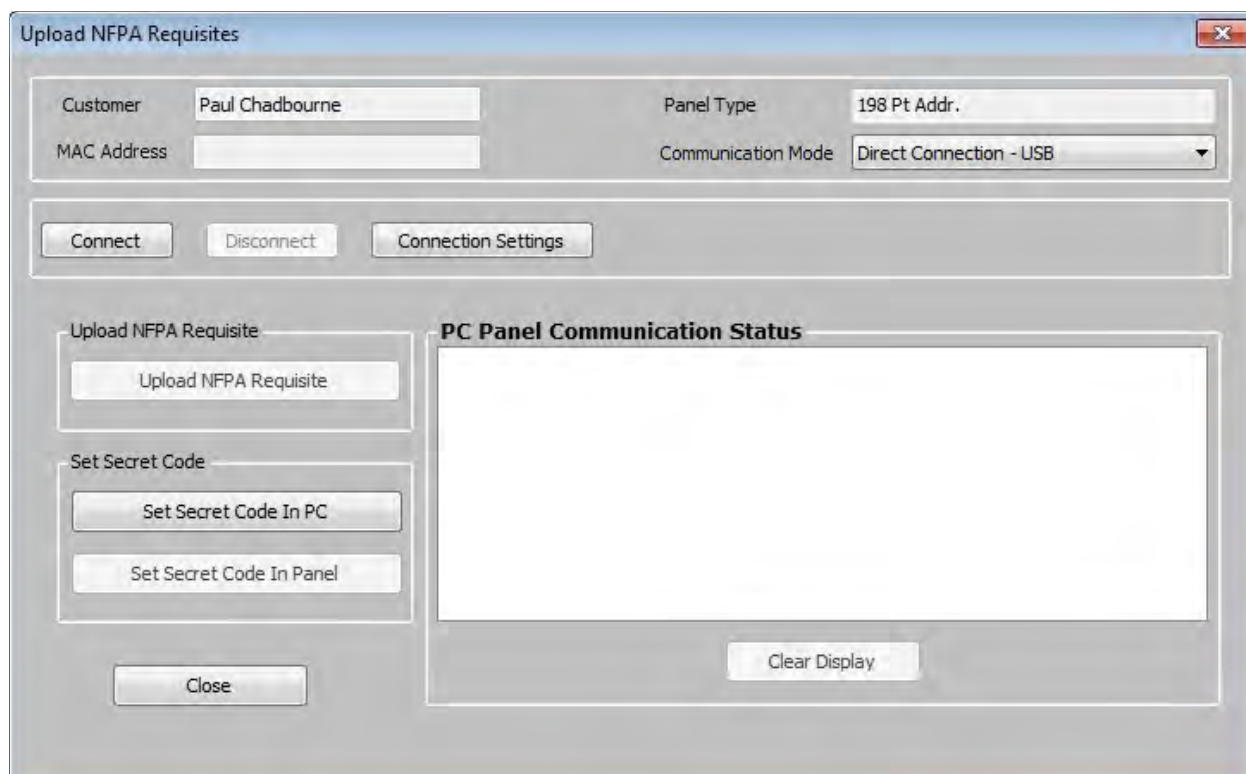 Upload NFPA Requisites
Customer Paul Chadbourne Panel Type 198 Pt Addr.
MAC Address Communication Mode Direct Connection - USB
Connect Disconnect Connection Settings
Upload NFPA Requisite
Upload NFPA Requisite
Set Secret Code
Set Secret Code In PC
Set Secret Code In Panel
Close
PC Panel Communication Status
Clear Display